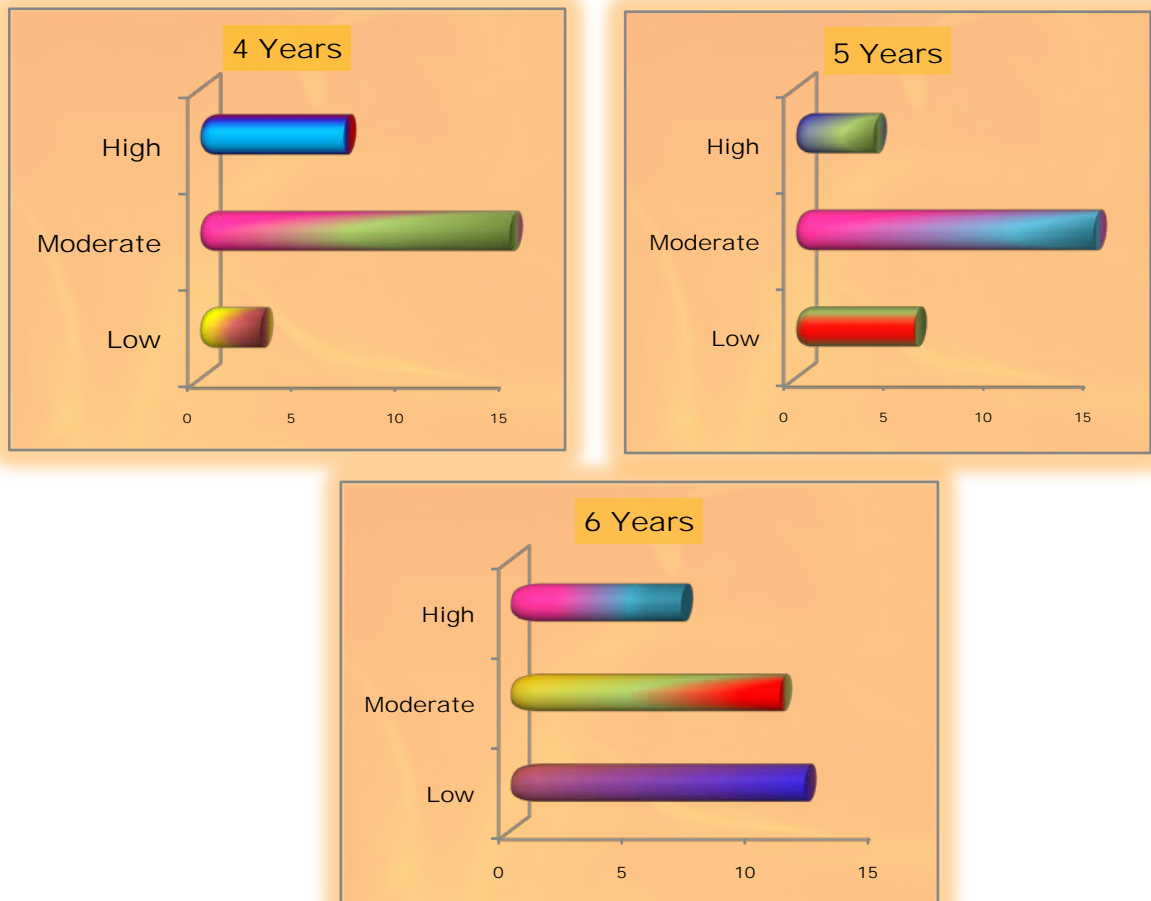 4 Years
High
Moderate
Low
0 5 10 15
5 Years
High
Moderate
Low
0 5 10 15
6 Years
High
Moderate
Low
0 5 10 15